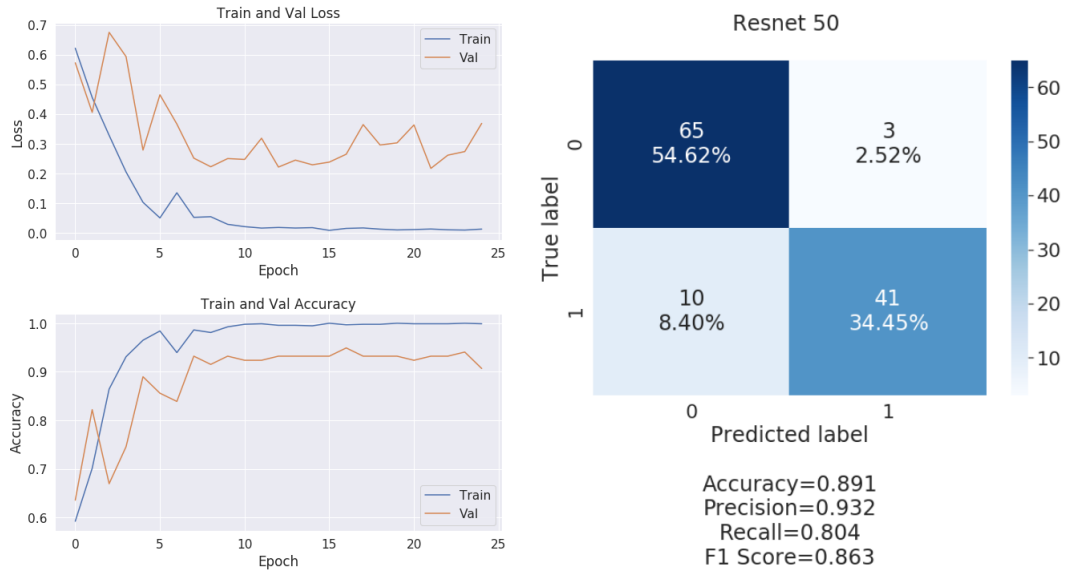 Train and Val Loss
0.7
0.6
0.5
0.4
0.3
0.2
0.1
0.0
Loss
Train
Val
0
5
10
15
20
25
Epoch
Train and Val Accuracy
1.0
0.9
0.8
0.7
0.6
Accuracy
Train
Val
0
5
10
15
20
25
Epoch
Resnet 50
True label
0
65
3
54.62%
2.52%
1
10
41
8.40%
34.45%
0
1
Predicted label
60
50
40
30
20
10
Accuracy=0.891
Precision=0.932
Recall=0.804
F1 Score=0.863